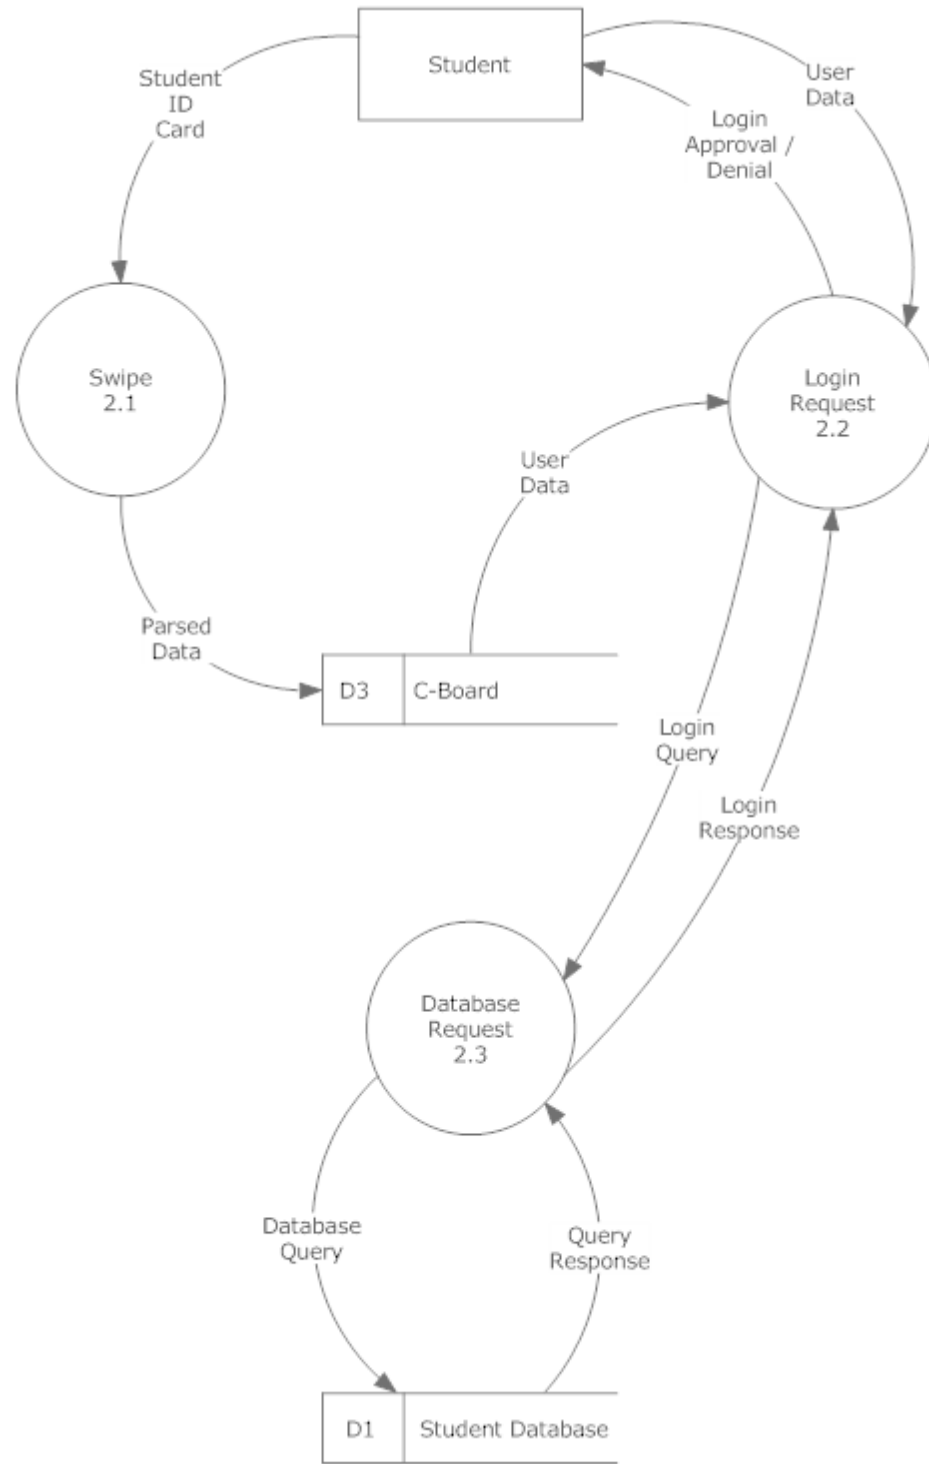 Student
Student
ID
Card
User
Data
Login
Approval /
Denial
Swipe
2.1
Login
Request
2.2
User
Data
Parsed
Data
D3
C-Board
Login
Query
Login
Response
Database
Request
2.3
Database
Query
Query
Response
D1
Student Database